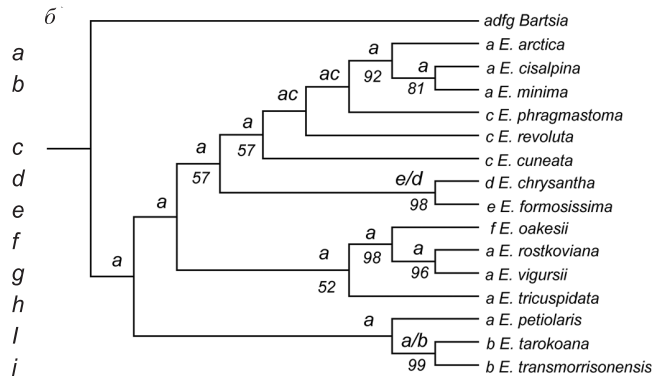 б
a
b
c
d
e
f
g
h
I
j
adfg Bartsia
a E. arctica
a E. cisalpina
a E. minima
c E. phragmastoma
c E. revoluta
c E. cuneata
d E. chrysantha
e E. formosissima
f E. oakesii
a E. rostkoviana
a E. vigursii
a E. tricuspidata
a E. petiolaris
b E. tarokoana
b E. transmorrisonensis
a
92
a
81
ac
ac
a
57
a
57
e/d
98
a
a
98
a
96
a
52
a
a
a/b
99